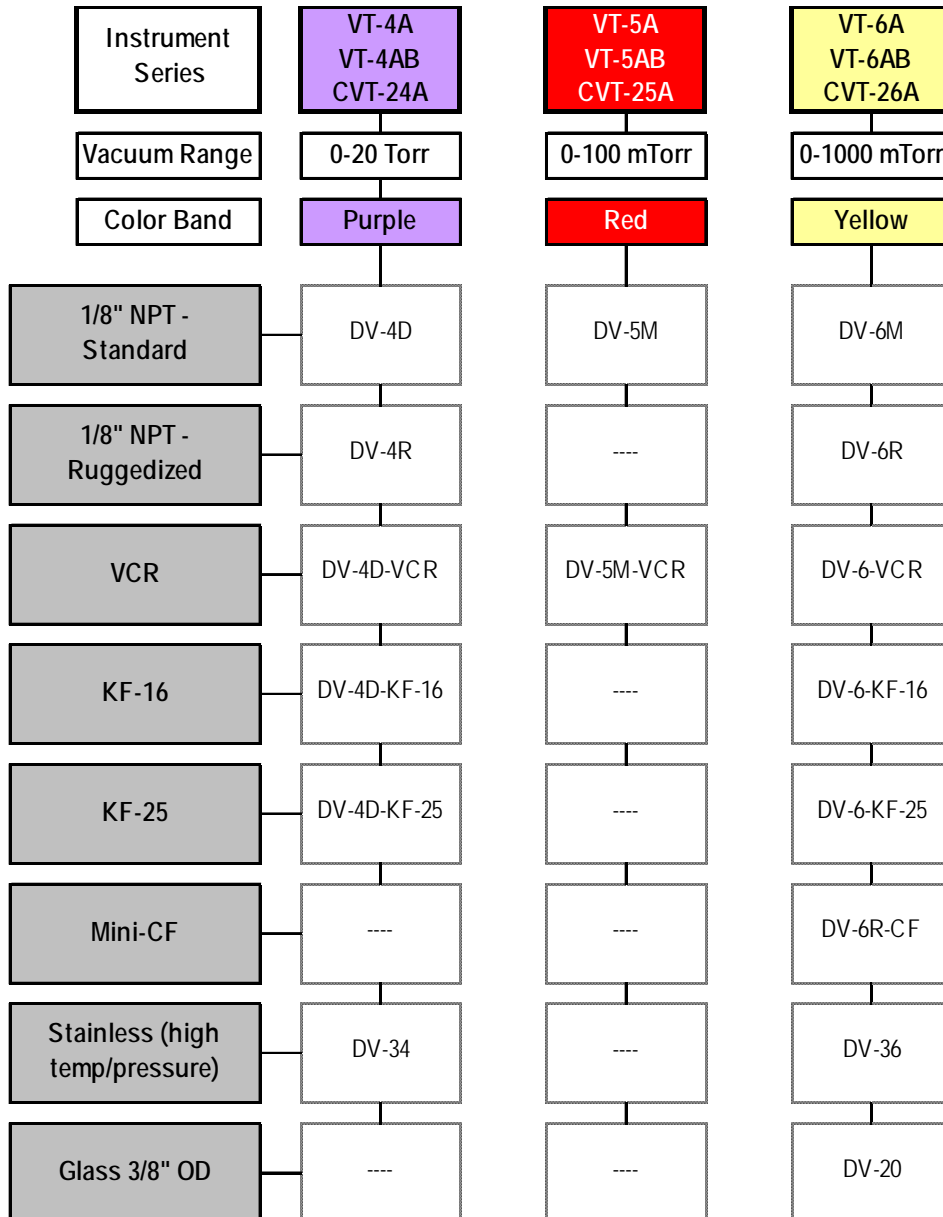 Instrument
Series
VT-4A
VT-4AB
CVT-24A
VT-5A
VT-5AB
CVT-25A
VT-6A
VT-6AB
CVT-26A
Vacuum Range
0-20 Torr
0-100 mTorr
0-1000 mTorr
Color Band
Purple
Red
Yellow
1/8" NPT -
Standard
DV-4D
DV-5M
DV-6M
1/8" NPT -
Ruggedized
DV-4R
----
DV-6R
VCR
DV-4D-VCR
DV-5M-VCR
DV-6-VCR
KF-16
DV-4D-KF-16
----
DV-6-KF-16
KF-25
DV-4D-KF-25
----
DV-6-KF-25
Mini-CF
----
----
DV-6R-CF
Stainless (high
temp/pressure)
DV-34
----
DV-36
Glass 3/8" OD
----
----
DV-20